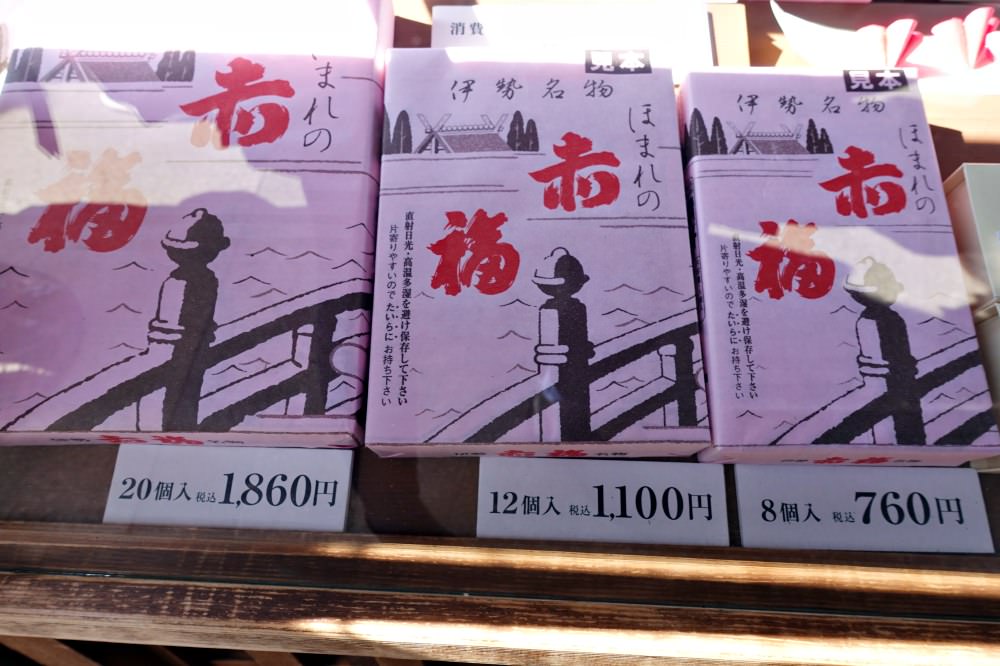 消費
まれの
赤
福
20個入 税込1,860円
見本
伊勢名物
ほまれの
赤
福
直射日光・高温多湿を避け保存して下さい
片寄りやすいので たいらに お持ち下さい
12個入 税込1,100円
見本
伊勢名物
ほまれの
赤
福
直射日光・高温多湿を避け保存して下さい
片寄りやすいので たいらに お持ち下さい
8個入 税込760円